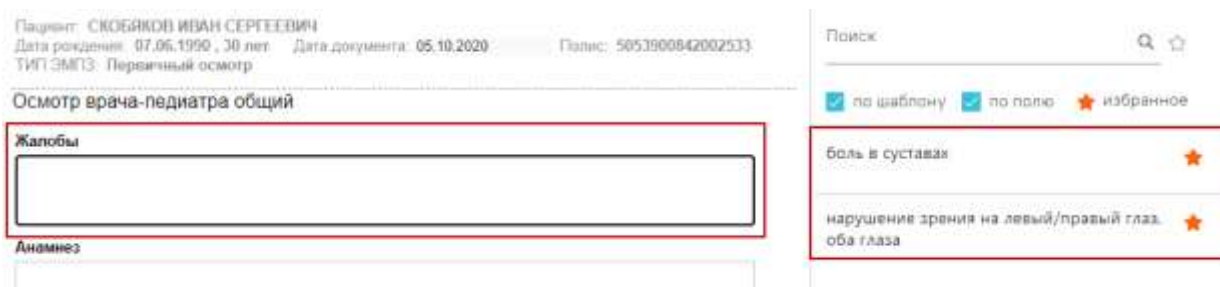 Пациент: СКОБЯКОВ ИВАН СЕРГЕЕВИЧ
Дата рождения: 07.06.1990 , 30 лет Дата документа: 05.10.2020 Полис: 5053900842002533
ТИП ЭМПЗ: Первичный осмотр
Осмотр врача-педиатра общий
Жалобы
Анамнез
Поиск
по шаблону по полю избранное
боль в суставах
нарушение зрения на левый/правый глаз,
оба глаза